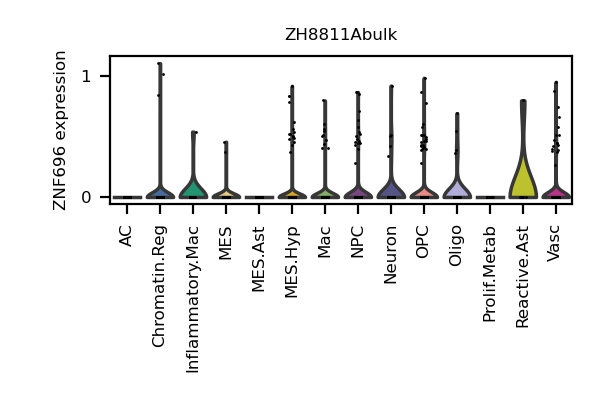 ZH8811Abulk
ZNF696 expression
1
0
AC
Chromatin.Reg
Inflammatory.Mac
MES
MES.Ast
MES.Hyp
Mac
NPC
Neuron
OPC
Oligo
Prolif.Metab
Reactive.Ast
Vasc